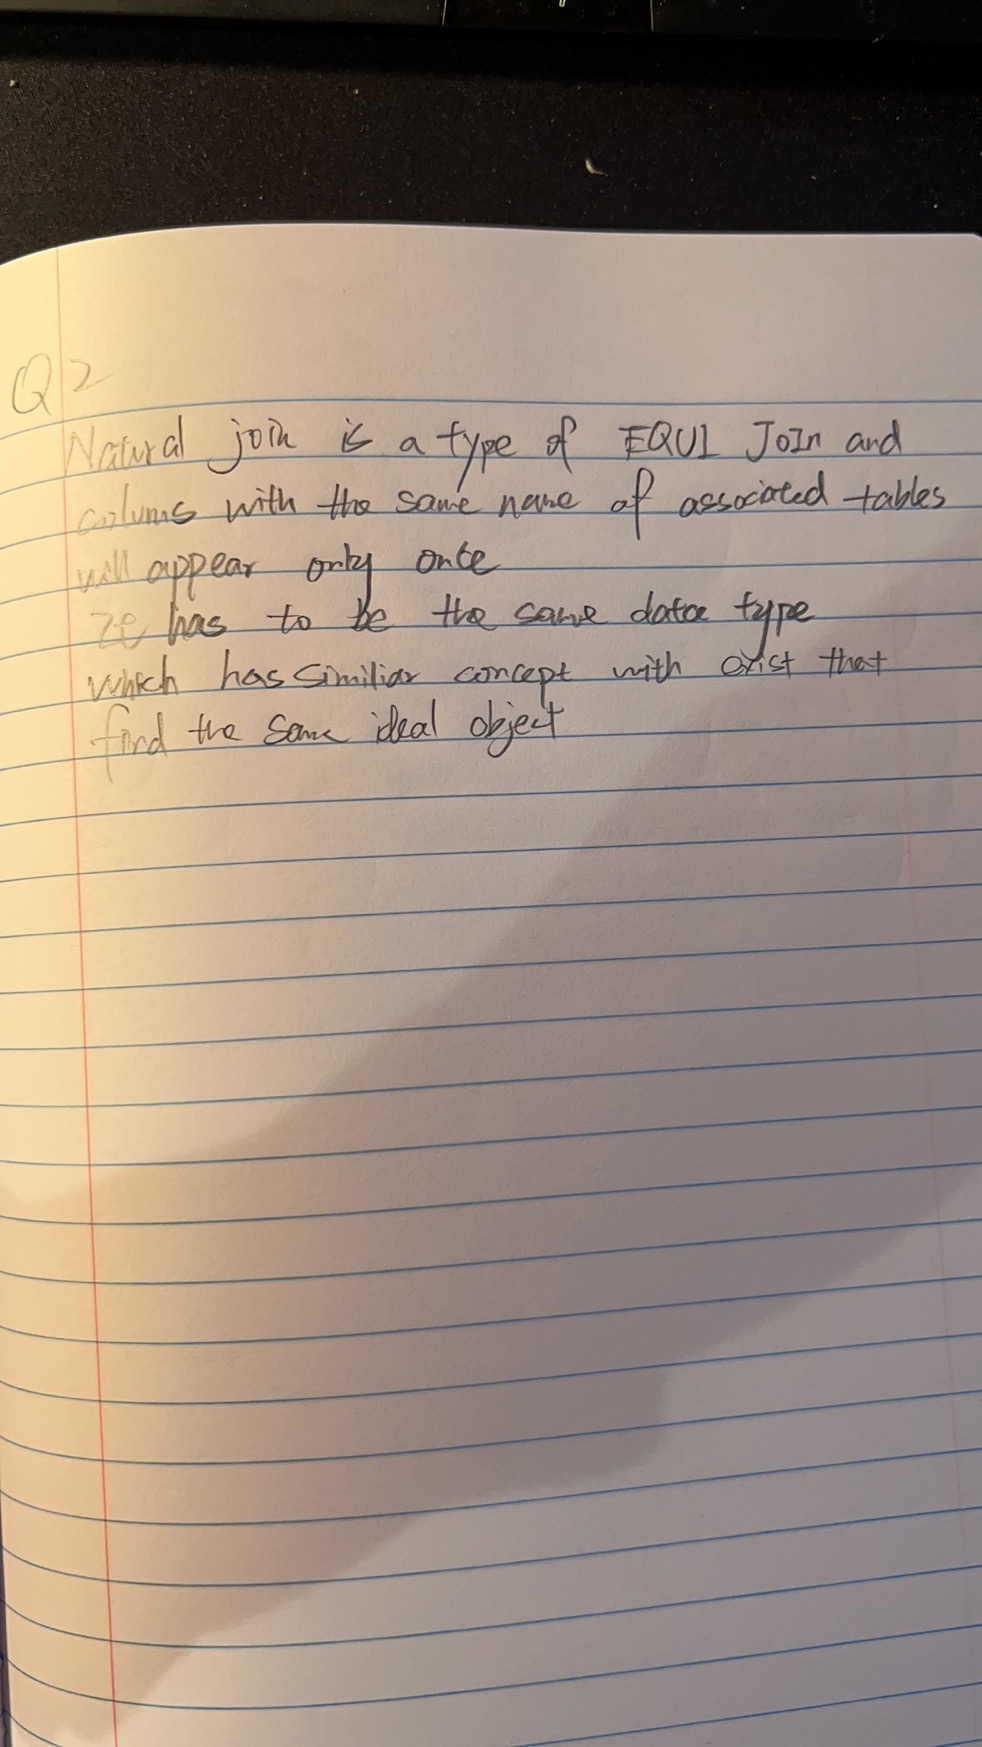 Q2
Natural join is a type of EQUI JOIn and
colums with the same name of associated tables
will appear only once
has to be the same data type
which has similiar concept with exist that
find the same ideal object